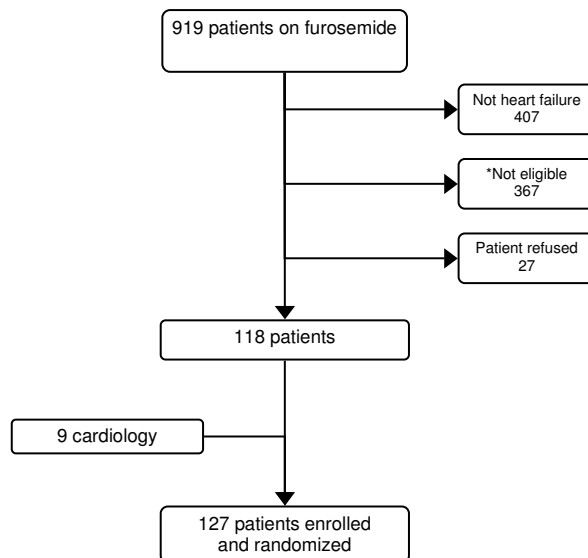 919 patients on furosemide
Not heart failure
407
*Not eligible
367
Patient refused
27
118 patients
9 cardiology
127 patients enrolled
and randomized